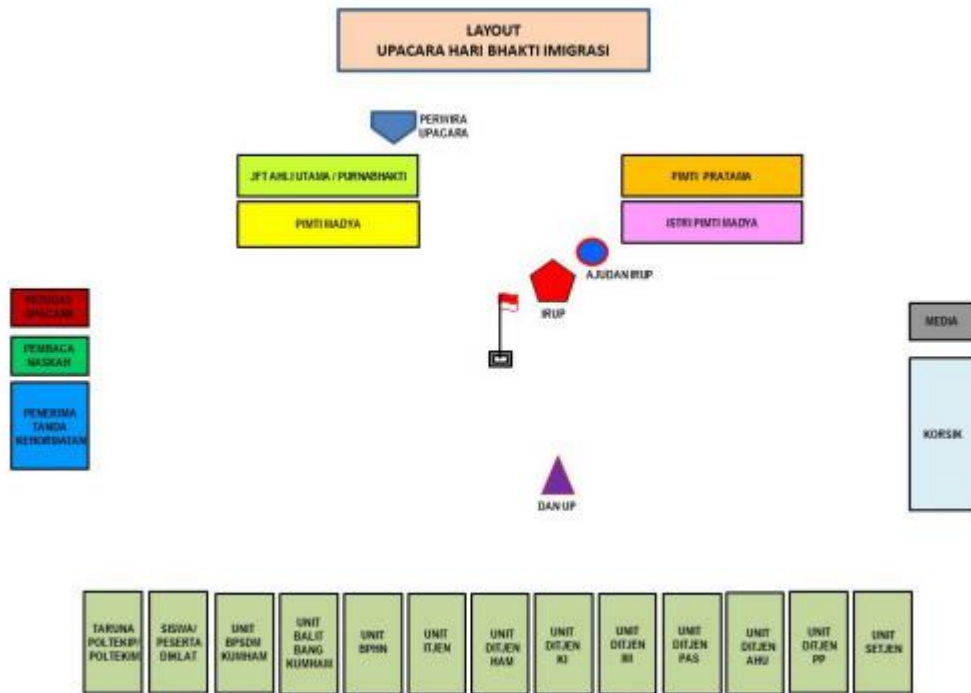 LAYOUT
UPACARA HARI BHAKTI IMIGRASI
PERWIRA
UPACARA
JFT AHLI UTAMA / PURNABHAKTI
PIMTI PRATAMA
PIMTI MADYA
ISTRI PIMTI MADYA
AJUDAN IRUP
IRUP
PETUGAS
UPACARA
MEDIA
PEMBACA
NASKAH
PENERIMA
TANDA
KEHORMATAN
KORSIK
DAN UP
TARUNA
POLTEKIP/
POLTEKIM
SISWA/
PESERTA
DIKLAT
UNIT
BPSDM
KUMHAM
UNIT
BALIT
BANG
KUMHAM
UNIT
BPHN
UNIT
ITJEN
UNIT
DITJEN
HAM
UNIT
DITJEN
KI
UNIT
DITJEN
IMI
UNIT
DITJEN
PAS
UNIT
DITJEN
AHU
UNIT
DITJEN
PP
UNIT
SETJEN